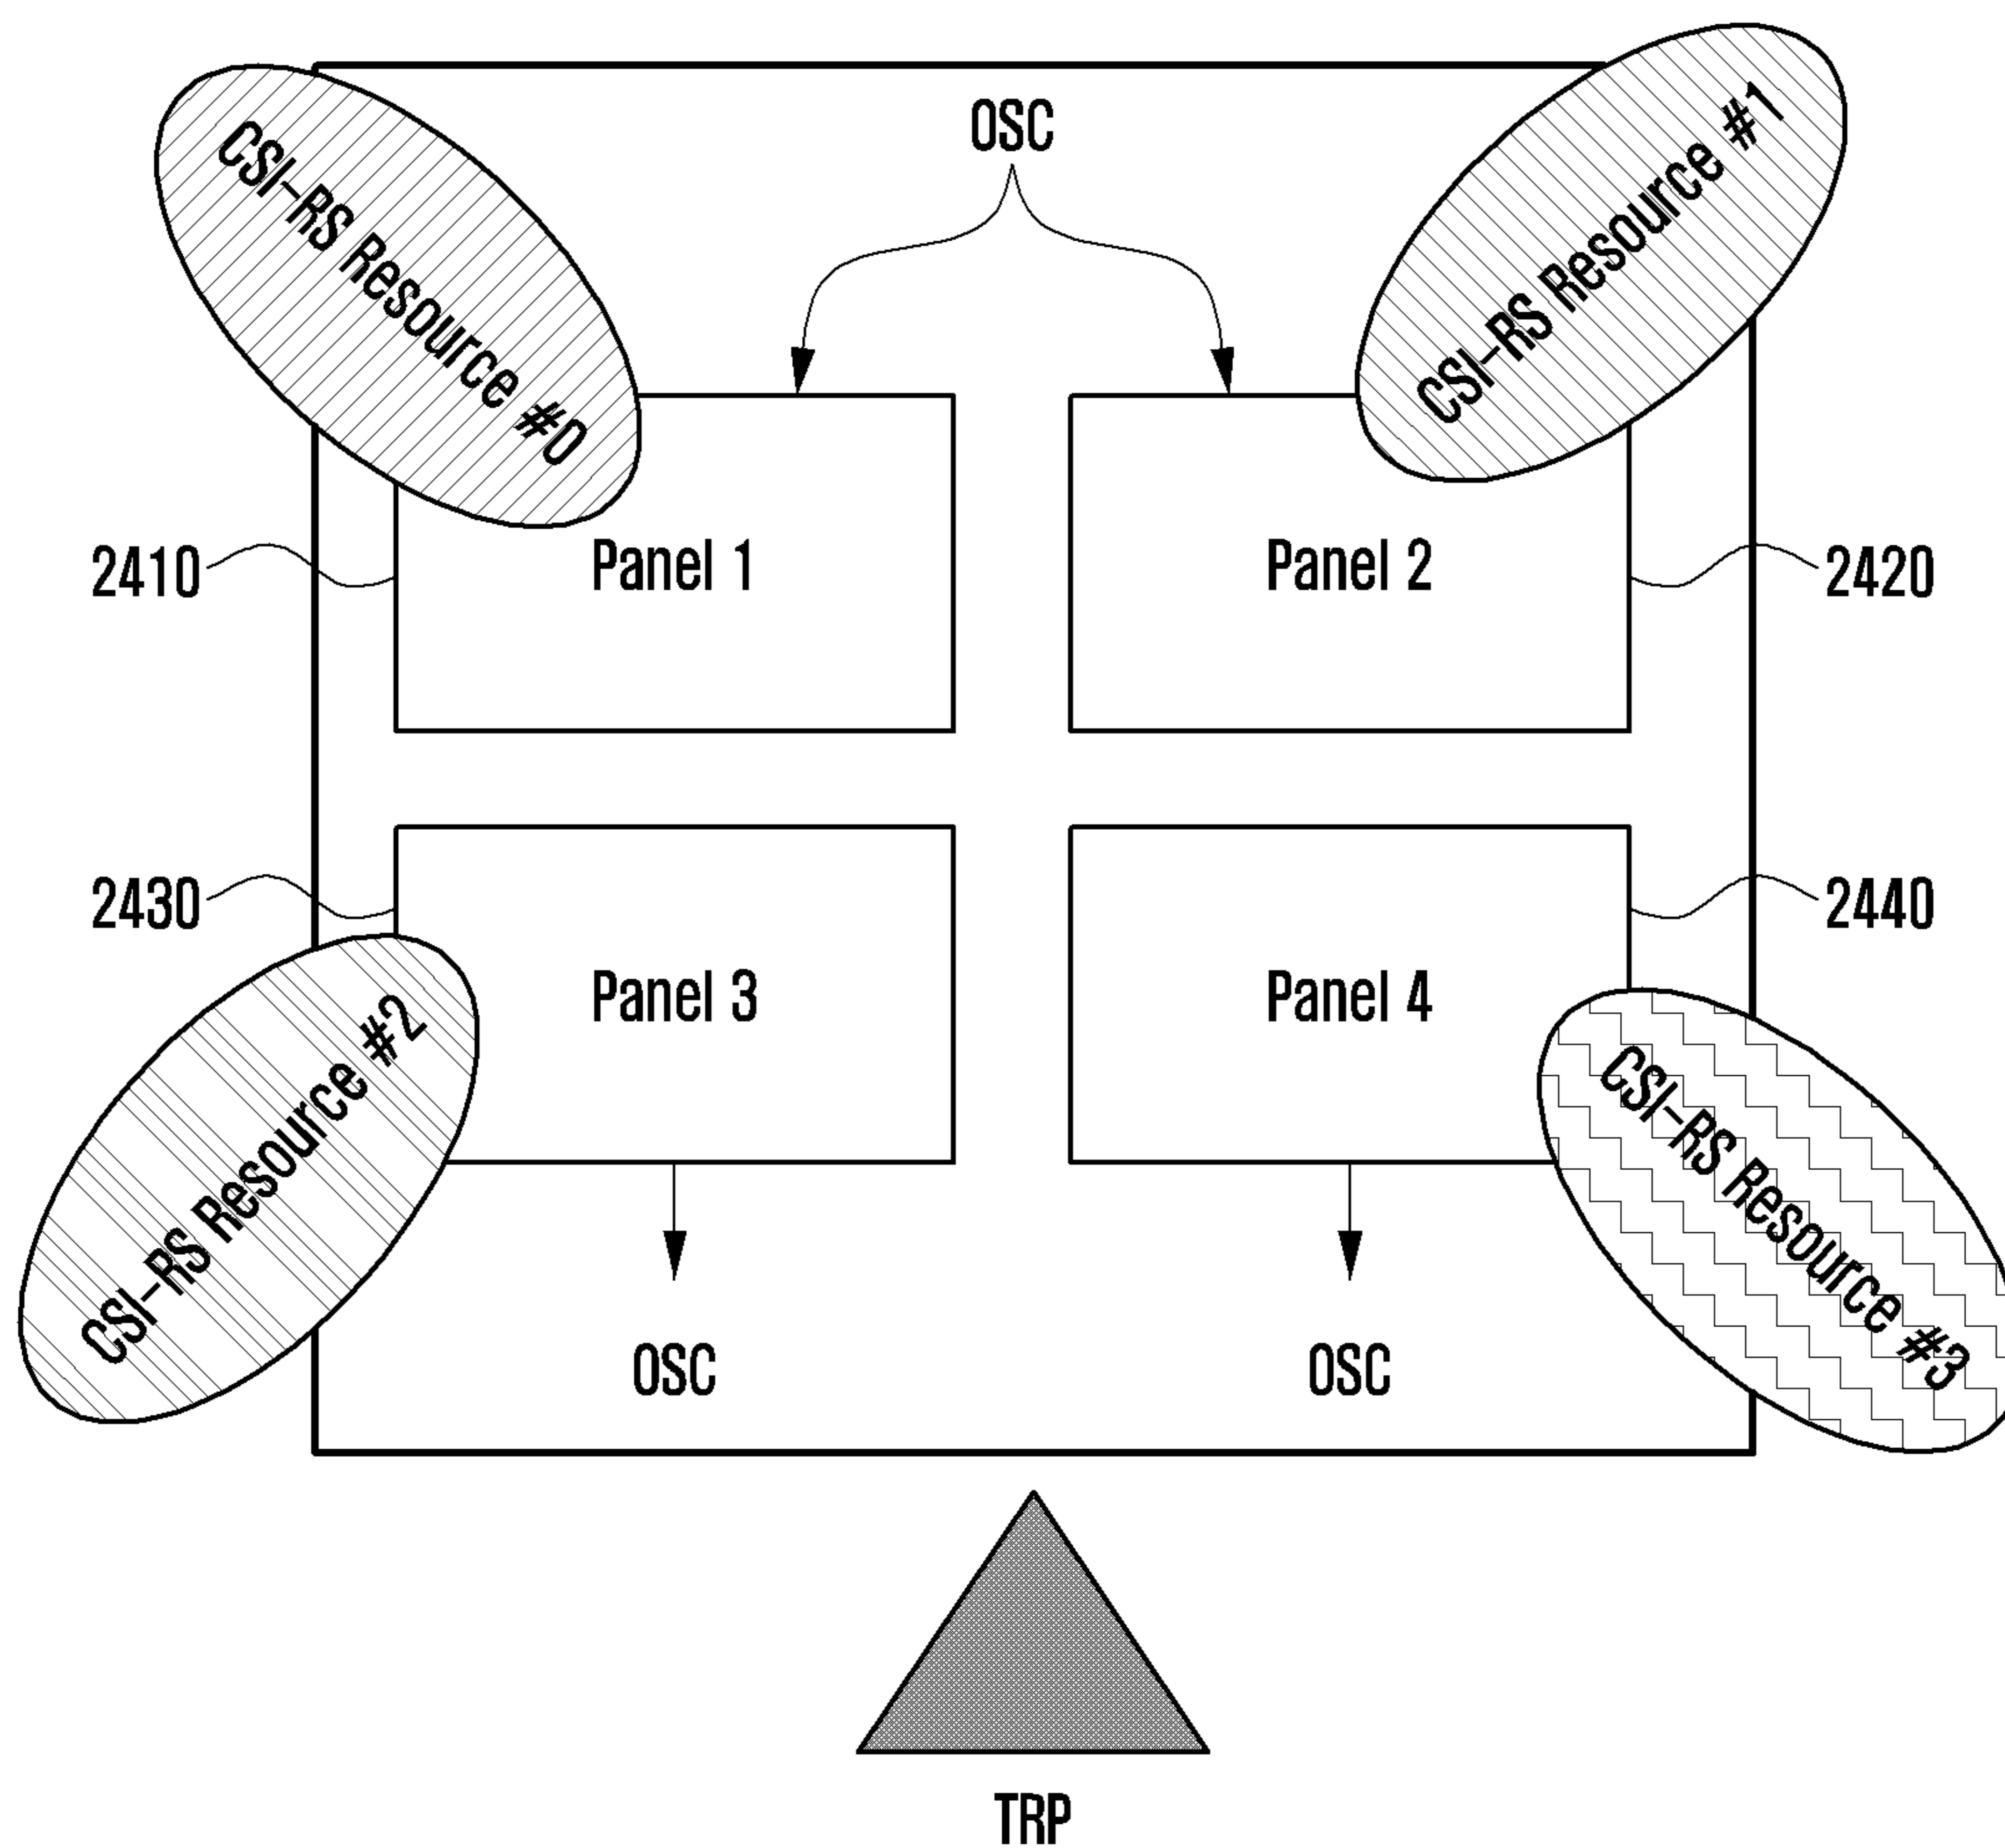 OSC
CSI-RS Resource #0
CSI-RS Resource #1
2410
Panel 1
Panel 2
2420
2430
Panel 3
Panel 4
2440
CSI-RS Resource #2
CSI-RS Resource #3
OSC
OSC
TRP